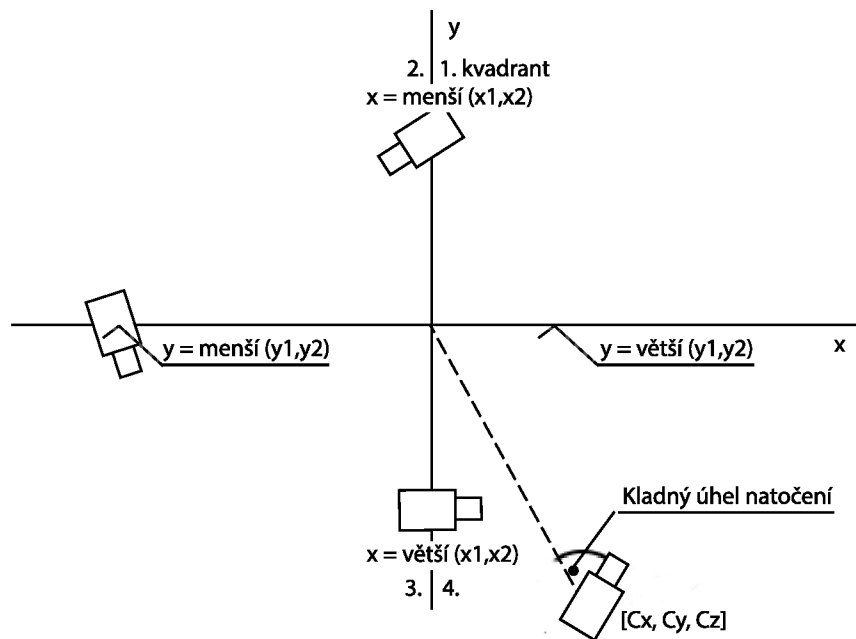 y
2. 1. kvadrant
x = menší (x1,x2)
y = menší (y1,y2)
y = větší (y1,y2)
x
Kladný úhel natočení
x = větší (x1,x2)
3. 4.
[Cx, Cy, Cz]